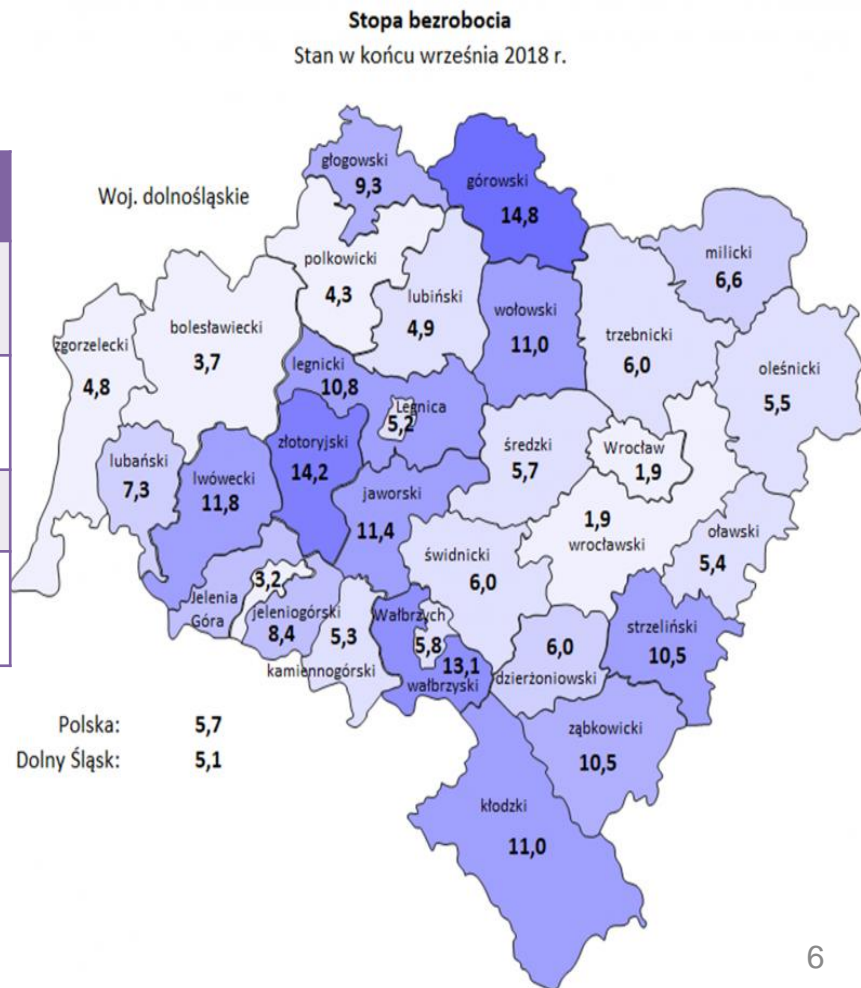 Stopa bezrobocia
Stan w końcu września 2018 r.
Woj. dolnośląskie
głogowski
9,3
górowski
14,8
milicki
6,6
polkowicki
4,3
lubiński
4,9
wołowski
11,0
trzebnicki
6,0
oleśnicki
5,5
zgorzelecki
4,8
bolesławiecki
3,7
legnicki
10,8
Legnica
5,2
lubański
7,3
lwówecki
11,8
złotoryjski
14,2
jaworski
11,4
średzki
5,7
Wrocław
1,9
1,9
wrocławski
oławski
5,4
świdnicki
6,0
3,2
Jelenia
Góra
jeleniogórski
8,4
5,3
kamiennogórski
Wałbrzych
5,8
13,1
wałbrzyski
6,0
dzierżoniowski
strzeliński
10,5
ząbkowicki
10,5
kłodzki
11,0
Polska: 5,7
Dolny Śląsk: 5,1
6